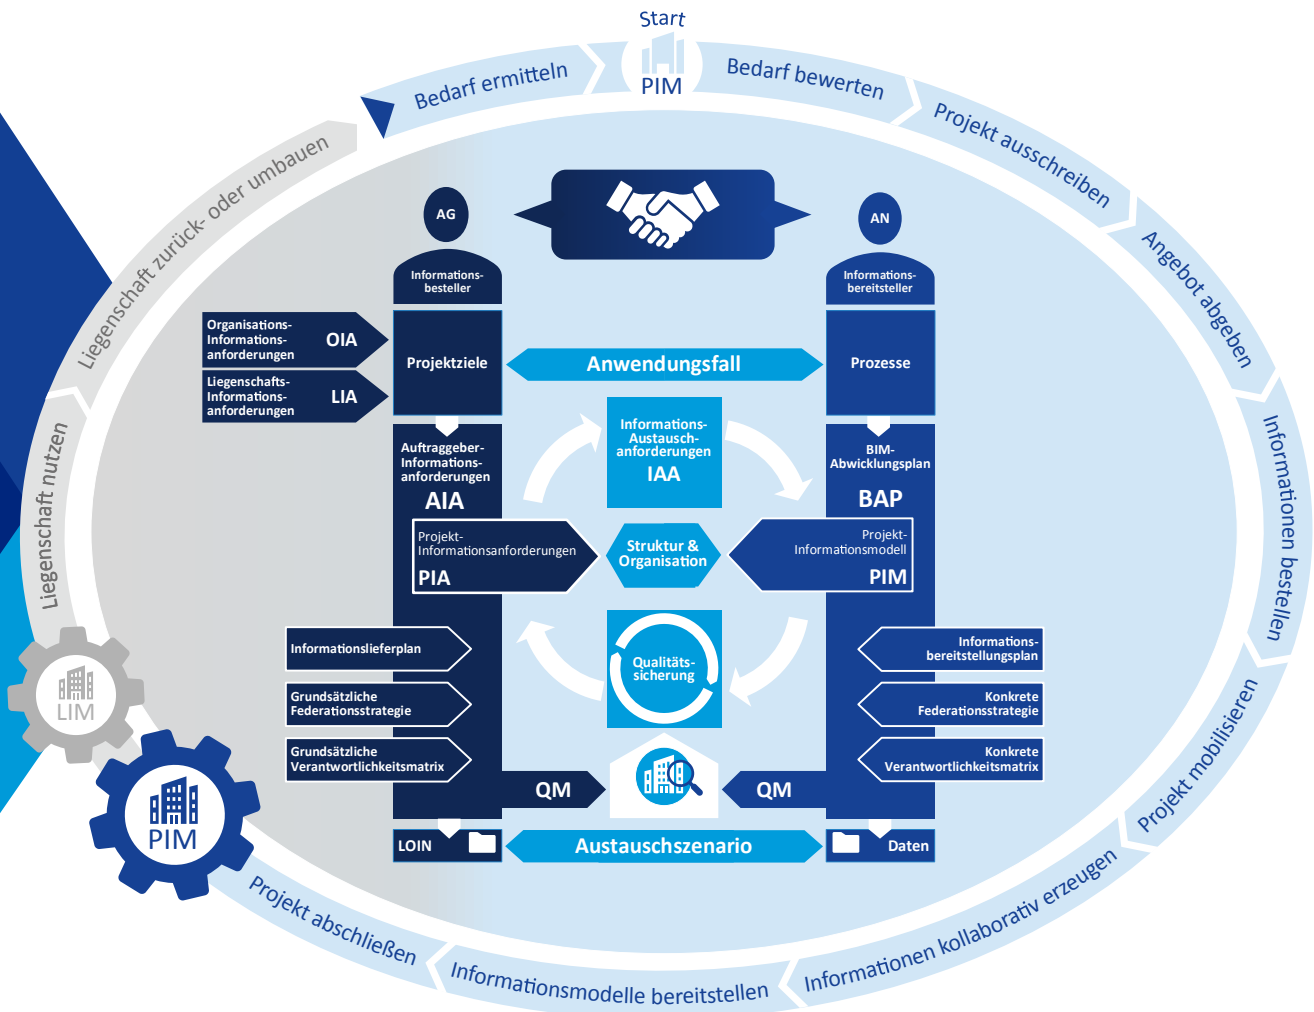 Start
PIM
Bedarf bewerten
Projekt ausschreiben
Angebot abgeben
Informationen bestellen
Projekt mobilisieren
Informationen kollaborativ erzeugen
Informationsmodelle bereitstellen
Projekt abschließen
PIM
LIM
Liegenschaft nutzen
Liegenschaft zurück- oder umbauen
Bedarf ermitteln
AG
AN
Informations-
besteller
Informations-
bereitsteller
Organisations-
Informations-
anforderungen
OIA
Liegenschafts-
Informations-
anforderungen
LIA
Projektziele
Anwendungsfall
Prozesse
Auftraggeber-
Informations-
anforderungen
AIA
Informations-
Austausch-
anforderungen
IAA
BIM-
Abwicklungsplan
BAP
Projekt-
Informationsanforderungen
PIA
Struktur &
Organisation
Projekt-
Informationsmodell
PIM
Informationslieferplan
Grundsätzliche
Federationsstrategie
Grundsätzliche
Verantwortlichkeitsmatrix
Qualitäts-
sicherung
Informations-
bereitstellungsplan
Konkrete
Federationsstrategie
Konkrete
Verantwortlichkeitsmatrix
QM
QM
LOIN
Austauschszenario
Daten